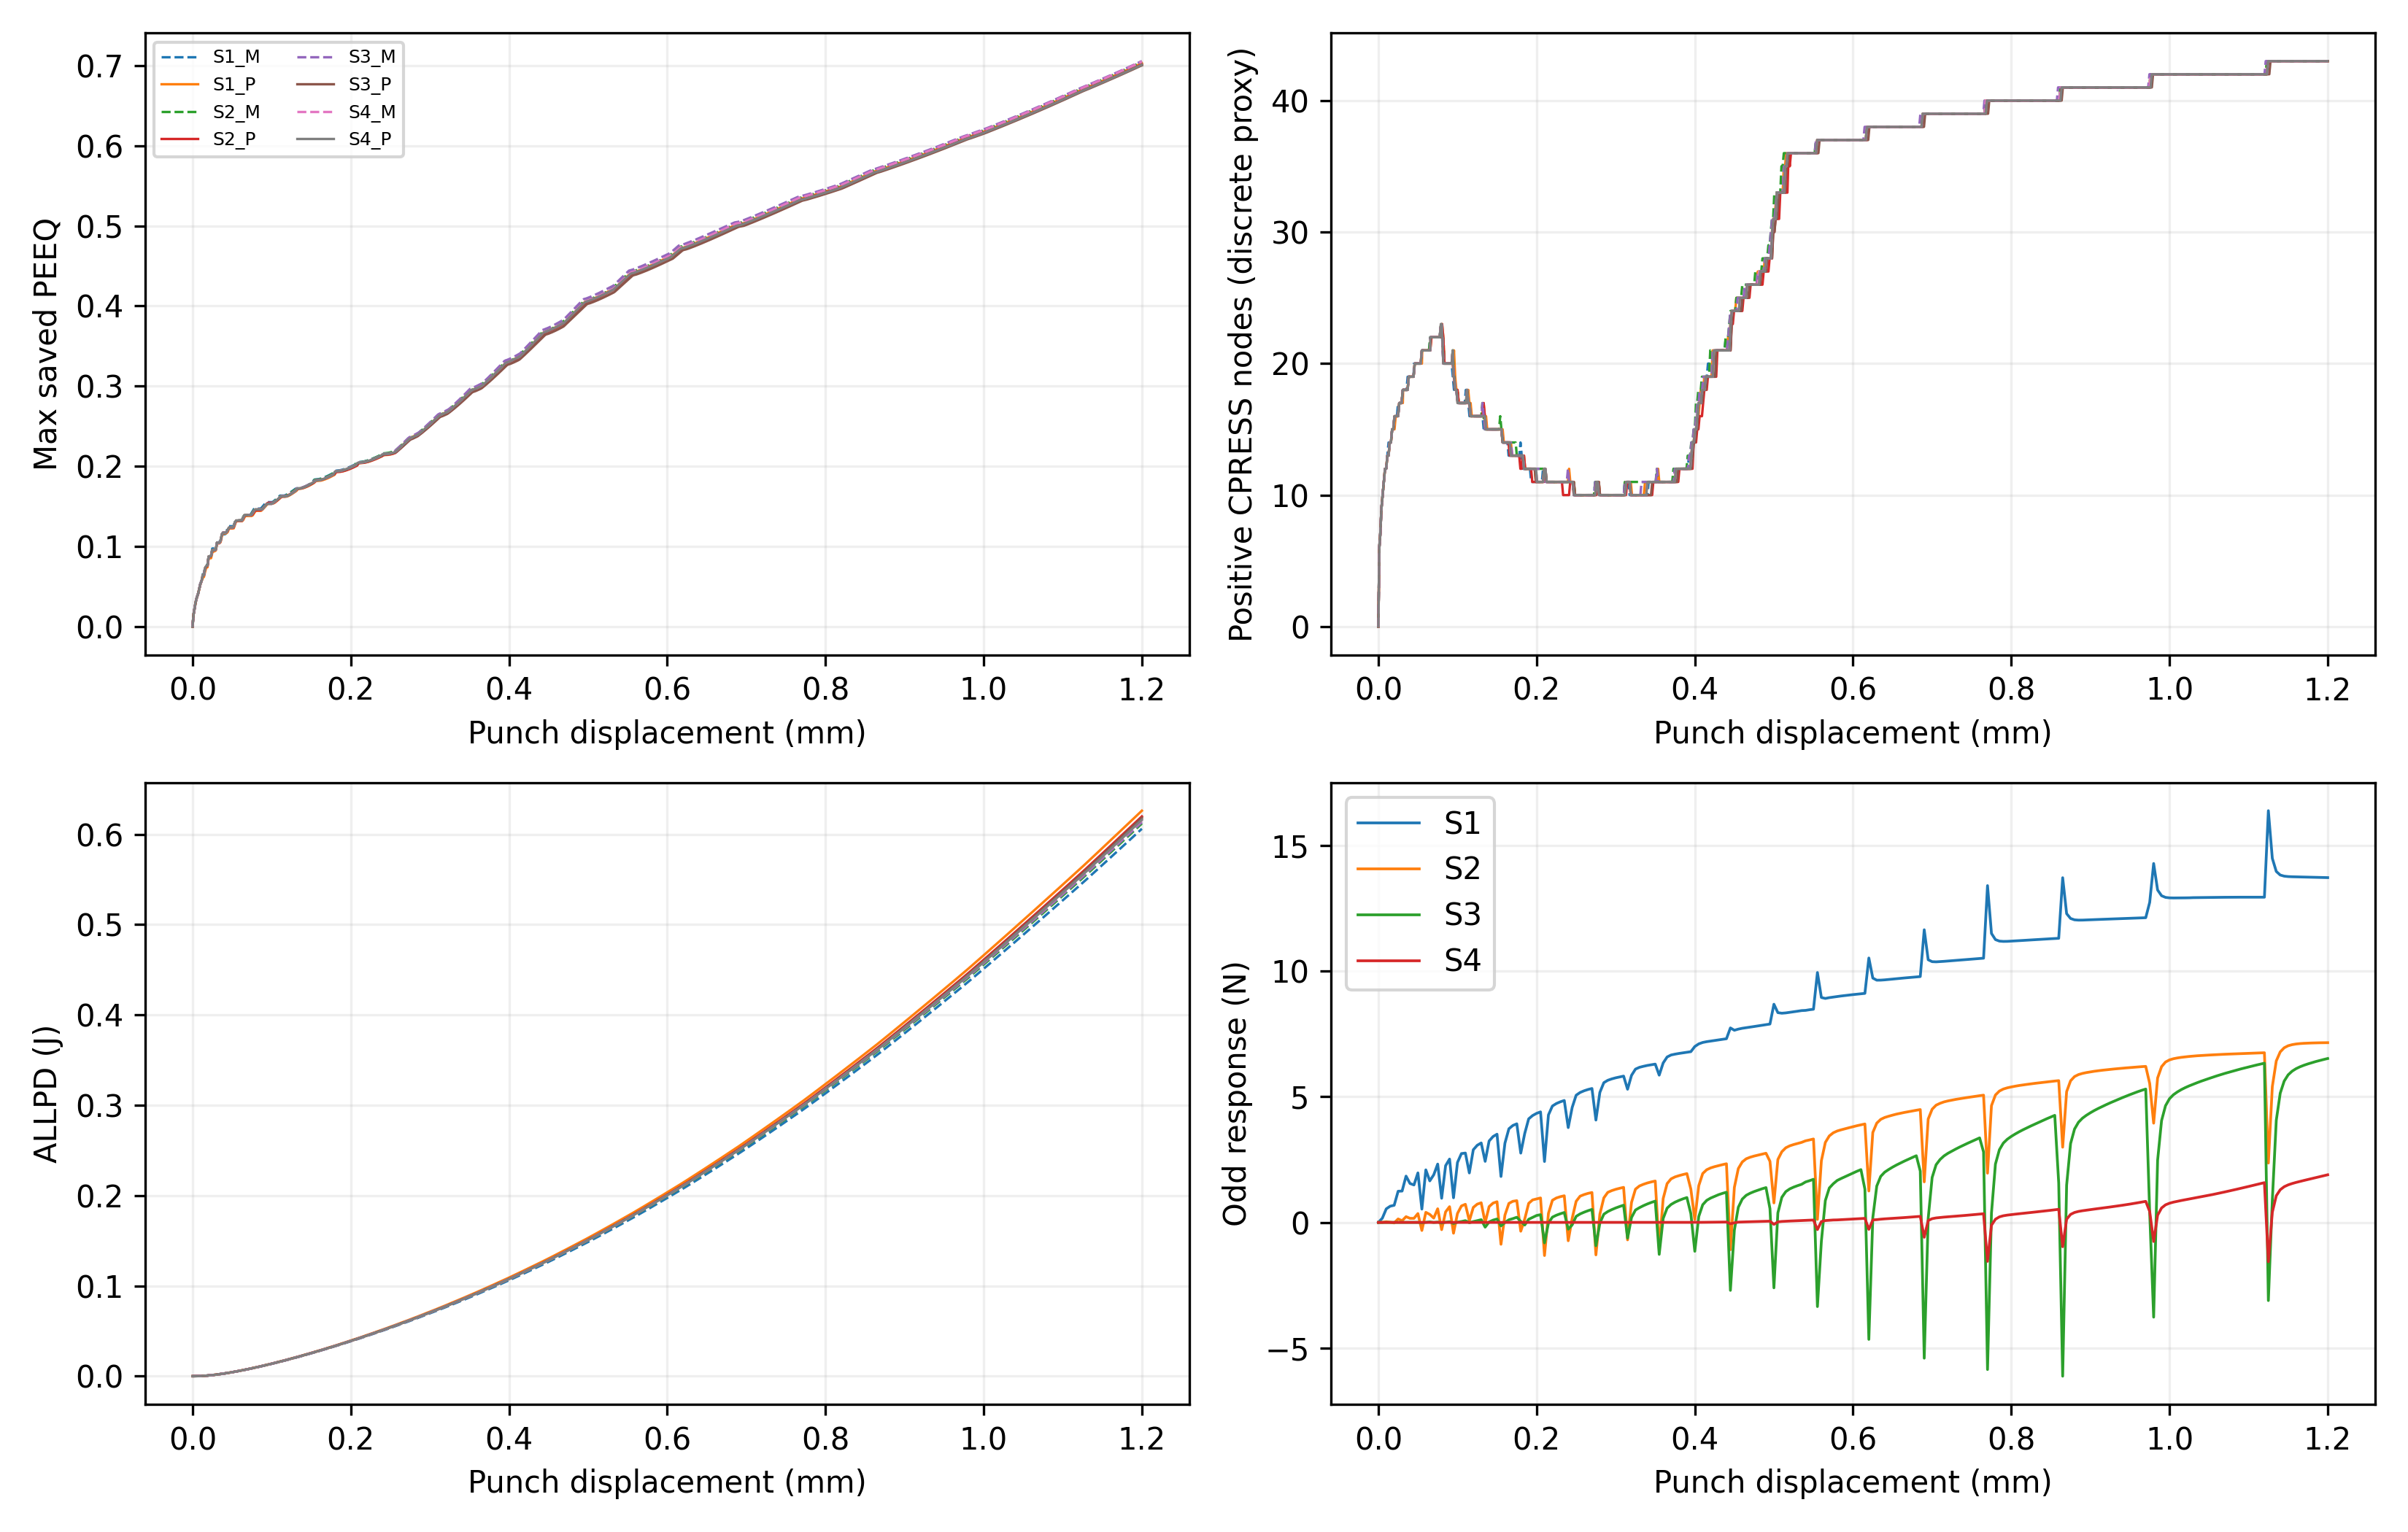 Max saved PEEQ
0.7
0.6
0.5
0.4
0.3
0.2
0.1
0.0
S1_M
S1_P
S2_M
S2_P
S3_M
S3_P
S4_M
S4_P
0.0 0.2 0.4 0.6 0.8 1.0 1.2
Punch displacement (mm)
Positive CPRESS nodes (discrete proxy)
40
30
20
10
0
0.0 0.2 0.4 0.6 0.8 1.0 1.2
Punch displacement (mm)
ALLPD (J)
0.6
0.5
0.4
0.3
0.2
0.1
0.0
0.0 0.2 0.4 0.6 0.8 1.0 1.2
Punch displacement (mm)
Odd response (N)
15
10
5
0
−5
S1
S2
S3
S4
0.0 0.2 0.4 0.6 0.8 1.0 1.2
Punch displacement (mm)